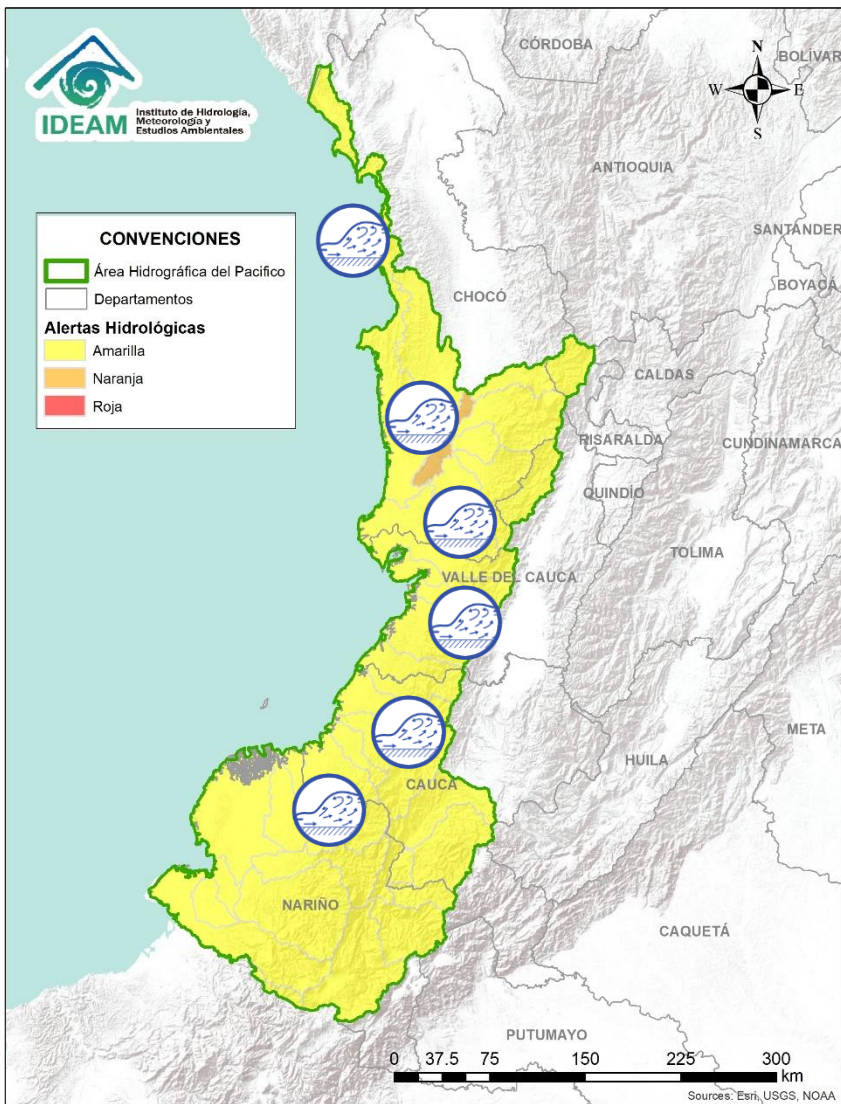 IDEAM
Instituto de Hidrología,
Meteorología y
Estudios Ambientales
CÓRDOBA
BOLÍVAR
N
W
E
S
ANTIOQUIA
SANTANDER
BOYACÁ
CONVENCIONES
Área Hidrográfica del Pacifico
Departamentos
Alertas Hidrológicas
Amarilla
Naranja
Roja
CHOCÓ
CALDAS
RISARALDA
CUNDINAMARCA
QUINDÍO
TOLIMA
VALLE DEL CAUCA
META
HUILA
CAUCA
NARIÑO
CAQUETÁ
PUTUMAYO
0 37.5 75 150 225 300
km
Sources: Esri, USGS, NOAA